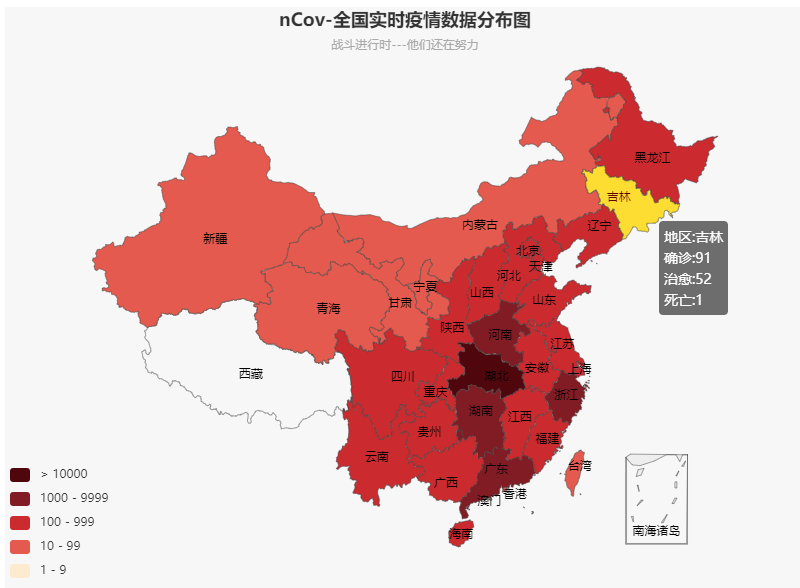 nCov-全国实时疫情数据分布图
战斗进行时---他们还在努力
黑龙江
吉林
内蒙古
辽宁
新疆
地区:吉林
确诊:91
治愈:52
死亡:1
北京
天津
河北
宁夏
山西
甘肃
青海
山东
陕西
河南
江苏
上海
安徽
西藏
四川
湖北
重庆
浙江
湖南
江西
贵州
福建
云南
广东
台湾
广西
香港
澳门
海南
南海诸岛
> 10000
1000 - 9999
100 - 999
10 - 99
1 - 9